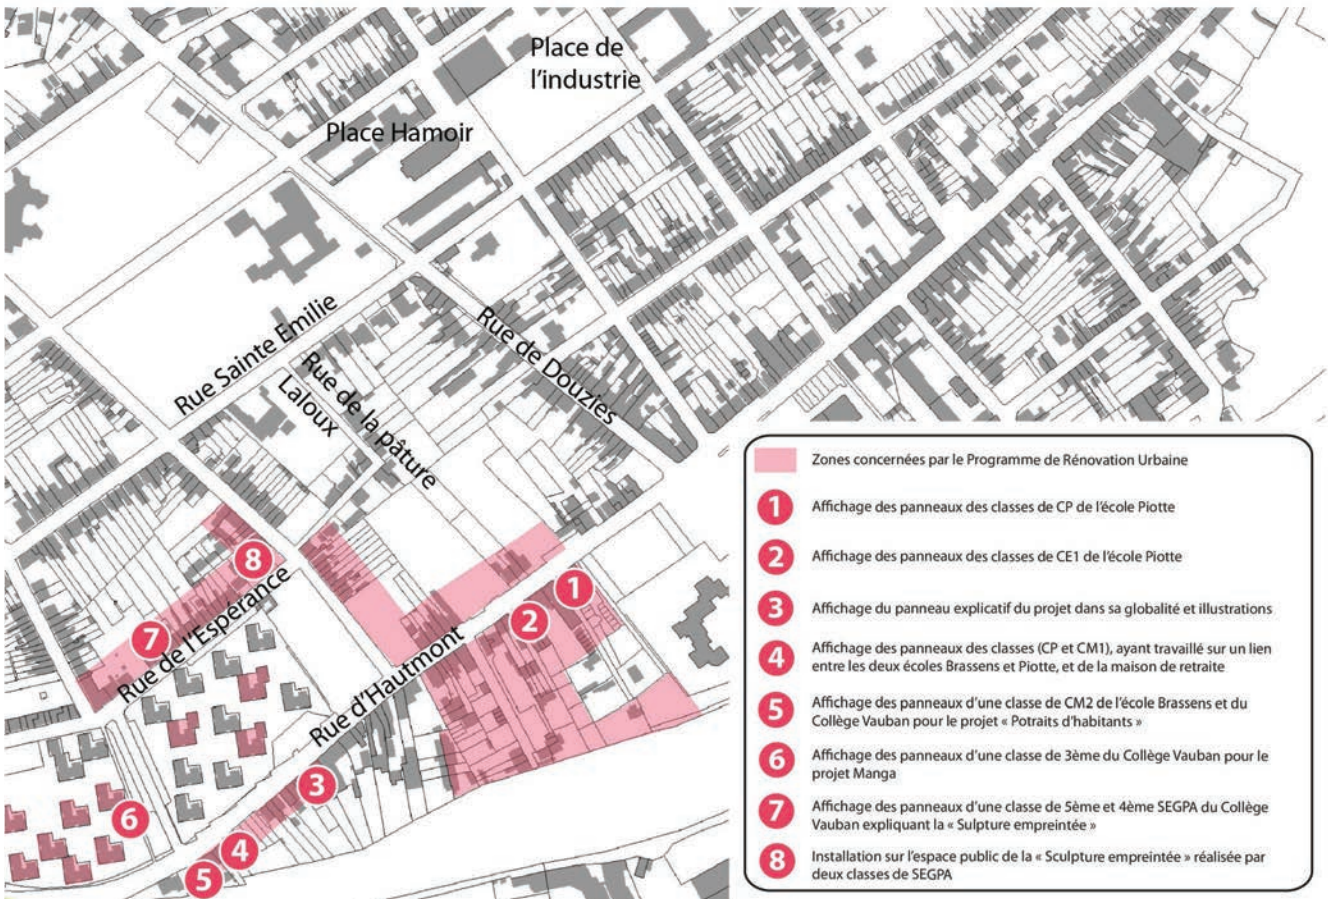 Place de
l'industrie
Place Hamoir
Rue Sainte Emilie
Rue de Douzies
Rue de la pâture
Laloux
Rue de l'Espérance
Rue d'Hautmont
1
2
3
4
5
6
7
8
Zones concernées par le Programme de Rénovation Urbaine
1 Affichage des panneaux des classes de CP de l'école Piotte
2 Affichage des panneaux des classes de CE1 de l'école Piotte
3 Affichage du panneau explicatif du projet dans sa globalité et illustrations
4 Affichage des panneaux des classes (CP et CM1), ayant travaillé sur un lien
entre les deux écoles Brassens et Piotte, et de la maison de retraite
5 Affichage des panneaux d'une classe de CM2 de l'école Brassens et du
Collège Vauban pour le projet « Potraits d'habitants »
6 Affichage des panneaux d'une classe de 3ème du Collège Vauban pour le
projet Manga
7 Affichage des panneaux d'une classe de 5ème et 4ème SEGPA du Collège
Vauban expliquant la « Sulpture empreintée »
8 Installation sur l'espace public de la « Sculpture empreintée » réalisée par
deux classes de SEGPA